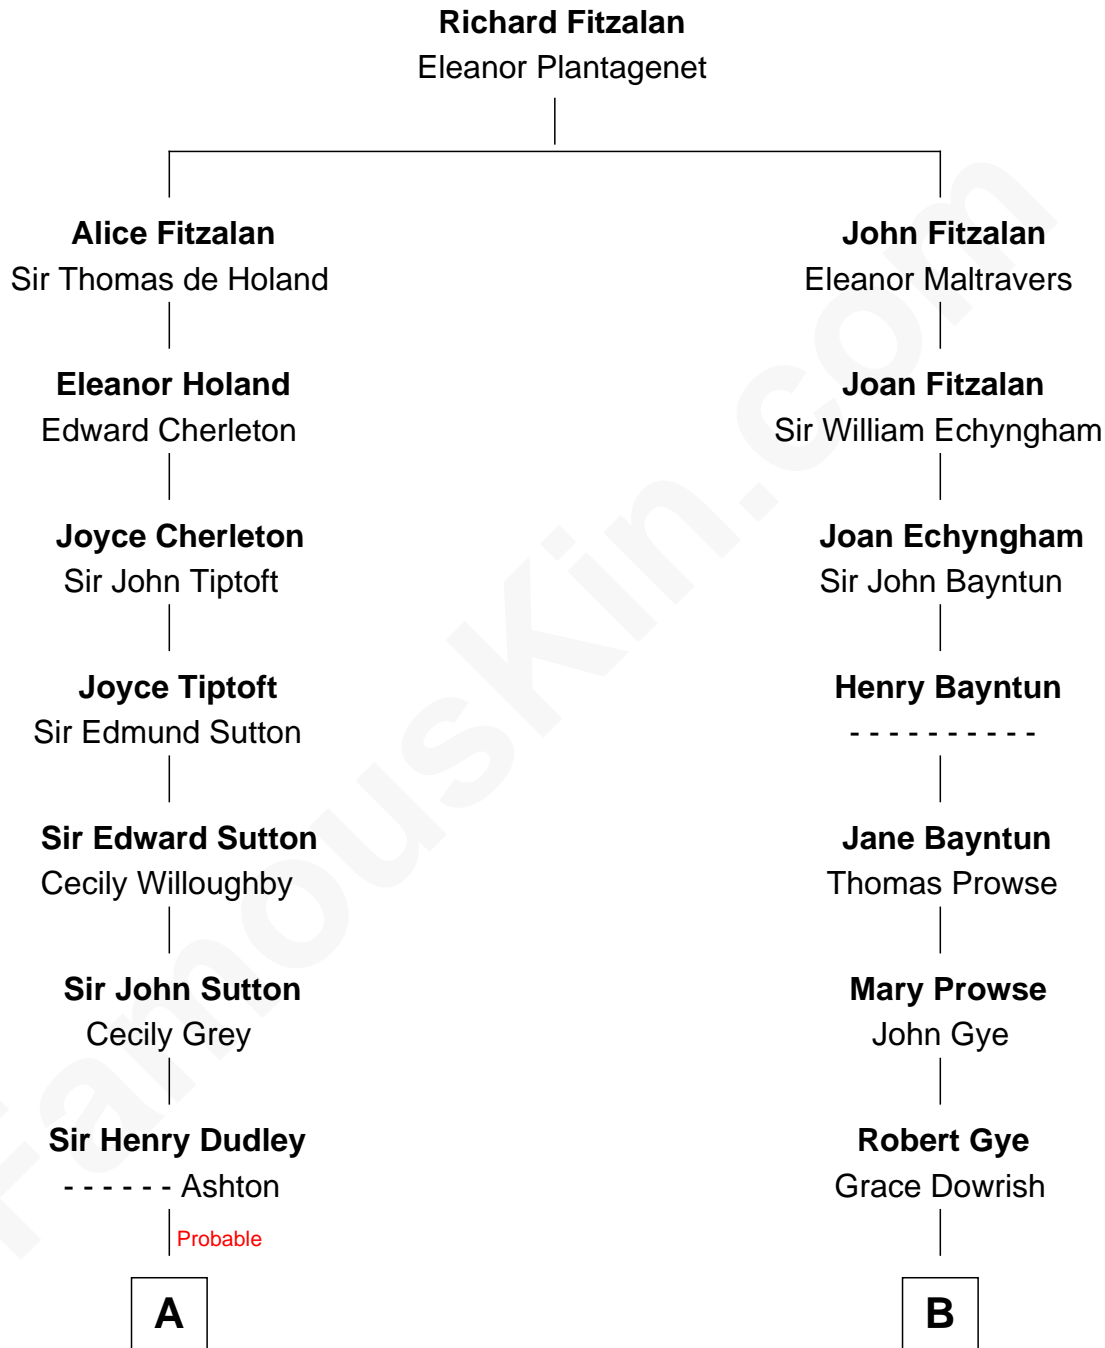 Richard Fitzalan
Eleanor Plantagenet
Alice Fitzalan
Sir Thomas de Holand
John Fitzalan
Eleanor Maltravers
Eleanor Holand
Edward Cherleton
Joan Fitzalan
Sir William Echyngham
Joyce Cherleton
Sir John Tiptoft
Joan Echyngham
Sir John Bayntun
Joyce Tiptoft
Sir Edmund Sutton
Henry Bayntun
- - - - - - - - - -
Sir Edward Sutton
Cecily Willoughby
Jane Bayntun
Thomas Prowse
Sir John Sutton
Cecily Grey
Mary Prowse
John Gye
Sir Henry Dudley
- - - - - - Ashton
Probable
Robert Gye
Grace Dowrish
A
B
FamousKin.com